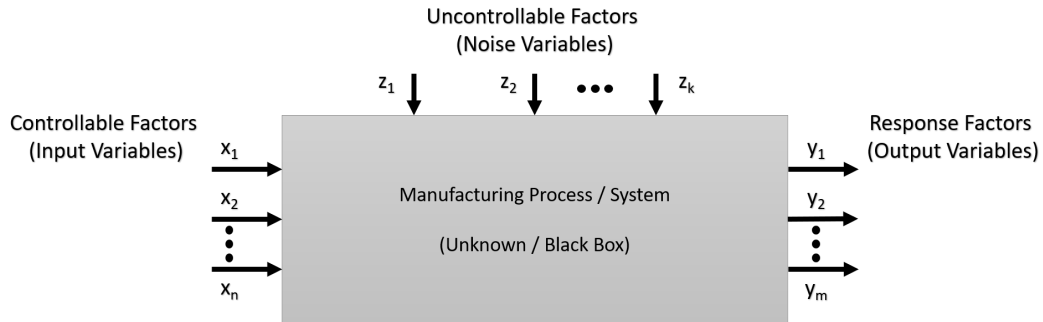 Uncontrollable Factors
(Noise Variables)
z1 z2 zk
Controllable Factors
(Input Variables)
Response Factors
(Output Variables)
x1
y1
Manufacturing Process / System
x2
y2
(Unknown / Black Box)
xn
ym